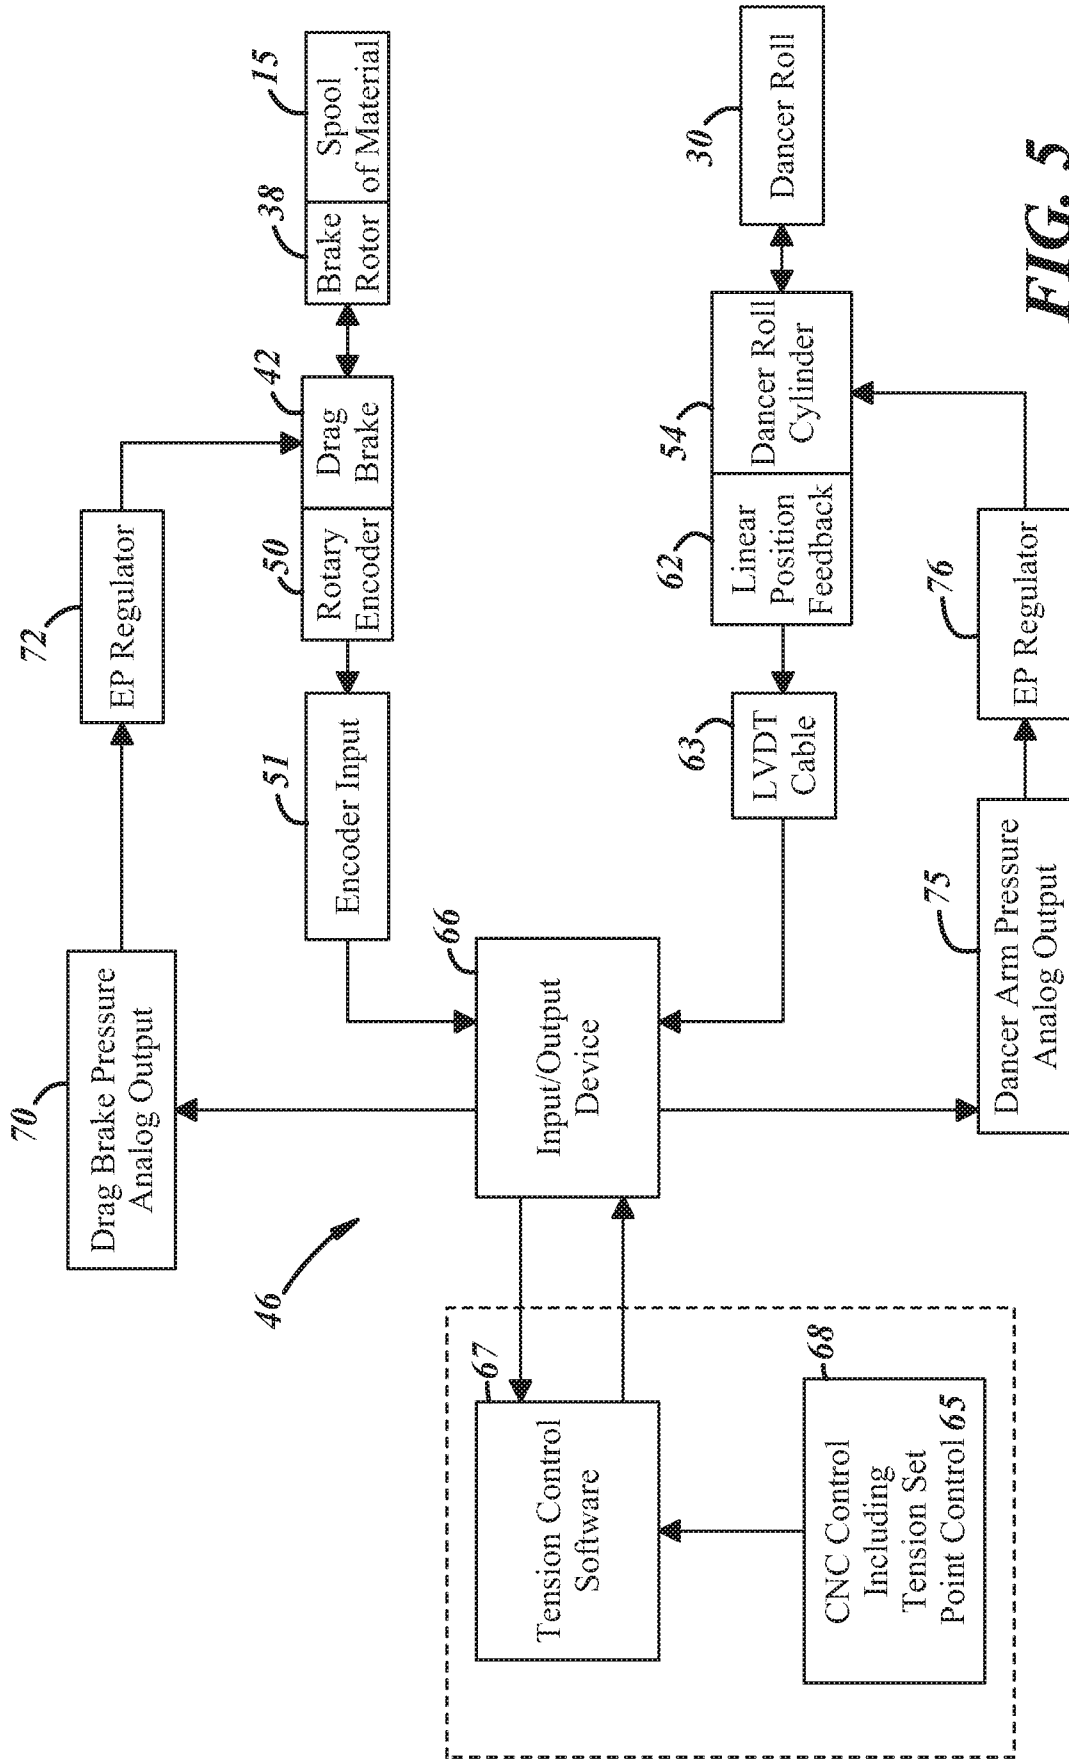 70
Drag Brake Pressure
Analog Output
72
EP Regulator
46
51
Encoder Input
50
Rotary
Encoder
42
Drag
Brake
38
Brake
Rotor
15
Spool
of Material
67
Tension Control
Software
66
Input/Output
Device
63
LVDT
Cable
62
Linear
Position
Feedback
54
Dancer Roll
Cylinder
30
Dancer Roll
68
CNC Control
Including
Tension Set
Point Control 65
75
Dancer Arm Pressure
Analog Output
76
EP Regulator
FIG. 5